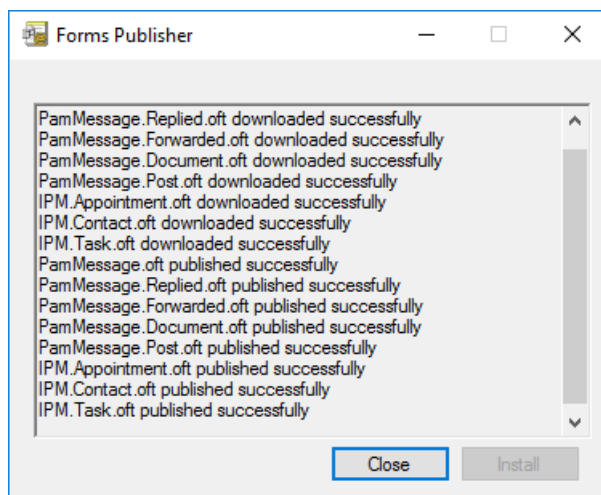 Forms Publisher
PamMessage.Replied.oft downloaded successfully
PamMessage.Forwarded.oft downloaded successfully
PamMessage.Document.oft downloaded successfully
PamMessage.Post.oft downloaded successfully
IPM.Appointment.oft downloaded successfully
IPM.Contact.oft downloaded successfully
IPM.Task.oft downloaded successfully
PamMessage.oft published successfully
PamMessage.Replied.oft published successfully
PamMessage.Forwarded.oft published successfully
PamMessage.Document.oft published successfully
PamMessage.Post.oft published successfully
IPM.Appointment.oft published successfully
IPM.Contact.oft published successfully
IPM.Task.oft published successfully
Close Install